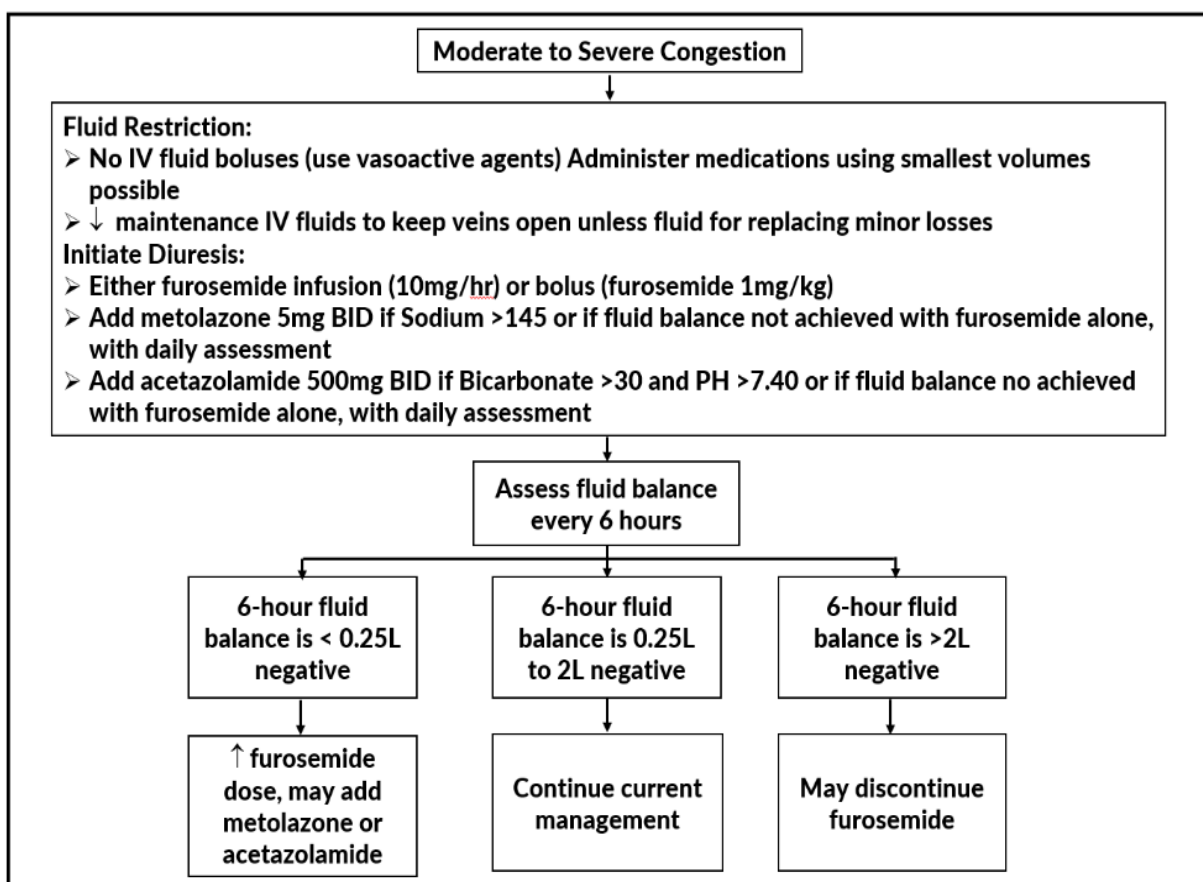 Moderate to Severe Congestion
Fluid Restriction:
➢ No IV fluid boluses (use vasoactive agents) Administer medications using smallest volumes
possible
➢ ↓ maintenance IV fluids to keep veins open unless fluid for replacing minor losses
Initiate Diuresis:
➢ Either furosemide infusion (10mg/hr) or bolus (furosemide 1mg/kg)
➢ Add metolazone 5mg BID if Sodium >145 or if fluid balance not achieved with furosemide alone,
with daily assessment
➢ Add acetazolamide 500mg BID if Bicarbonate >30 and PH >7.40 or if fluid balance no achieved
with furosemide alone, with daily assessment
Assess fluid balance
every 6 hours
6-hour fluid
balance is < 0.25L
negative
6-hour fluid
balance is 0.25L
to 2L negative
6-hour fluid
balance is >2L
negative
↑ furosemide
dose, may add
metolazone or
acetazolamide
Continue current
management
May discontinue
furosemide